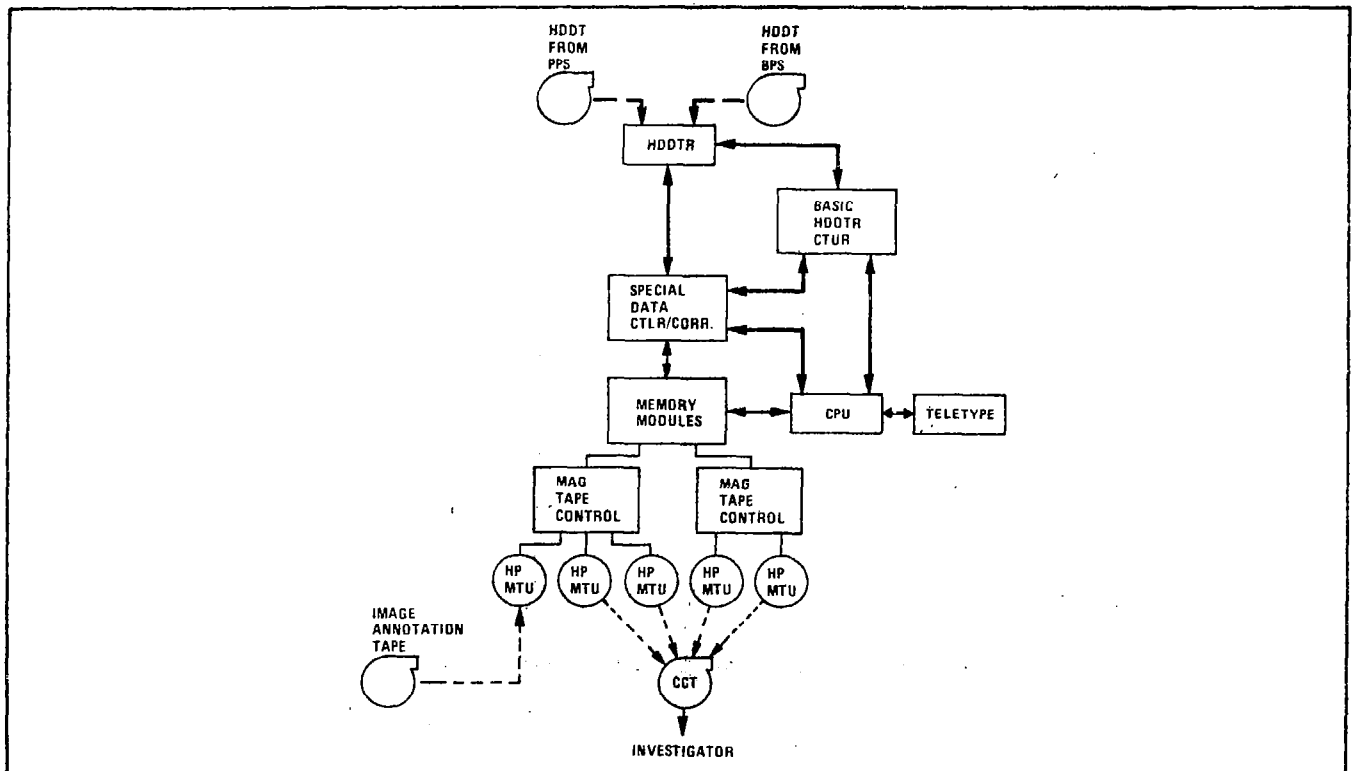 HDDT
FROM
PPS
HDDT
FROM
BPS
HDDTR
BASIC
HDDTR
CTUR
SPECIAL
DATA
CTLR/CORR.
MEMORY
MODULES
CPU
TELETYPE
MAG
TAPE
CONTROL
MAG
TAPE
CONTROL
HP
MTU
HP
MTU
HP
MTU
HP
MTU
HP
MTU
IMAGE
ANNOTATION
TAPE
CCT
INVESTIGATOR